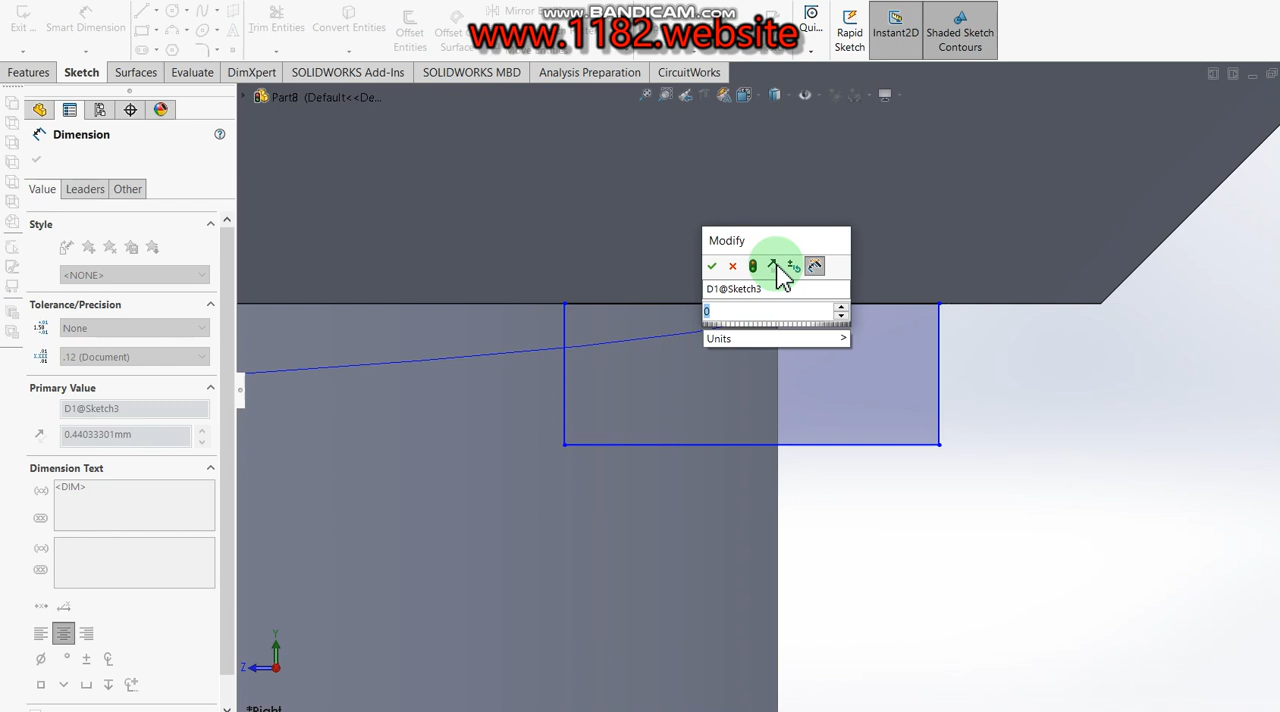 www.BANDICAM.com
www.1182.website
Exit ...
Smart Dimension
Trim Entities
Convert Entities
Offset
Entities
Mirror
Qui...
Rapid
Sketch
Instant2D
Shaded Sketch
Contours
Features
Sketch
Surfaces
Evaluate
DimXpert
SOLIDWORKS Add-Ins
SOLIDWORKS MBD
Analysis Preparation
CircuitWorks
Part8 (Default<<De...
Dimension
Value
Leaders
Other
Style
<NONE>
Tolerance/Precision
None
.12 (Document)
Primary Value
D1@Sketch3
0.44033301mm
Dimension Text
<DIM>
Modify
D1@Sketch3
0
Units
Y
Z
*Right